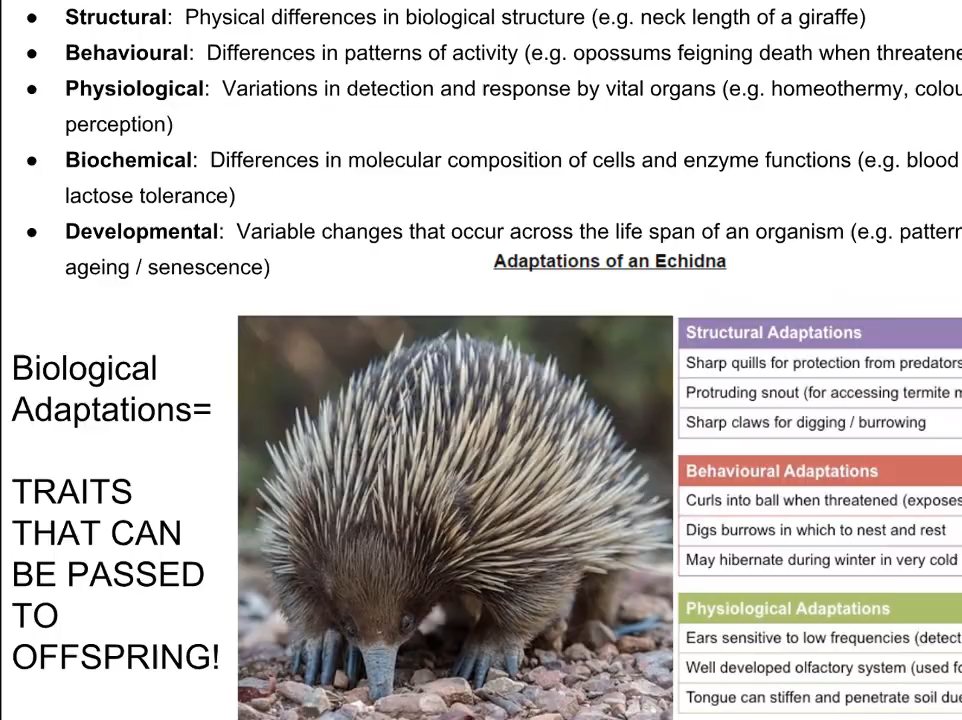 ● Structural: Physical differences in biological structure (e.g. neck length of a giraffe)
● Behavioural: Differences in patterns of activity (e.g. opossums feigning death when threatene
● Physiological: Variations in detection and response by vital organs (e.g. homeothermy, colou
perception)
● Biochemical: Differences in molecular composition of cells and enzyme functions (e.g. blood
lactose tolerance)
● Developmental: Variable changes that occur across the life span of an organism (e.g. pattern
ageing / senescence)
Adaptations of an Echidna
Biological
Adaptations=
TRAITS
THAT CAN
BE PASSED
TO
OFFSPRING!
Structural Adaptations
Sharp quills for protection from predators
Protruding snout (for accessing termite m
Sharp claws for digging / burrowing
Behavioural Adaptations
Curls into ball when threatened (exposes
Digs burrows in which to nest and rest
May hibernate during winter in very cold
Physiological Adaptations
Ears sensitive to low frequencies (detect
Well developed olfactory system (used fo
Tongue can stiffen and penetrate soil due